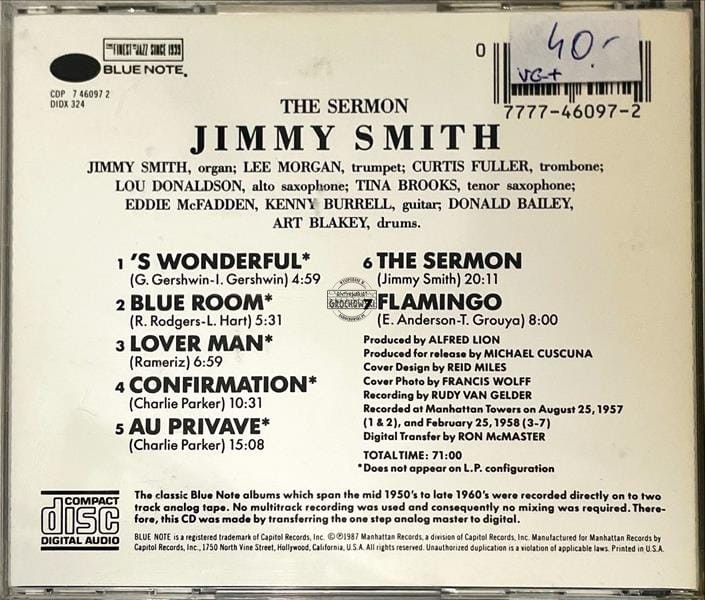 THE FINEST IN JAZZ SINCE 1939
BLUE NOTE®
CDP 7 46097 2
DIDX 324
40.-
VG+
0
7777-46097-2
THE SERMON
JIMMY SMITH
JIMMY SMITH, organ; LEE MORGAN, trumpet; CURTIS FULLER, trombone;
LOU DONALDSON, alto saxophone; TINA BROOKS, tenor saxophone;
EDDIE McFADDEN, KENNY BURRELL, guitar; DONALD BAILEY,
ART BLAKEY, drums.
1 'S WONDERFUL*
(G. Gershwin-I. Gershwin) 4:59
2 BLUE ROOM*
(R. Rodgers-L. Hart) 5:31
3 LOVER MAN*
(Rameriz) 6:59
4 CONFIRMATION*
(Charlie Parker) 10:31
5 AU PRIVAVE*
(Charlie Parker) 15:08
6 THE SERMON
(Jimmy Smith) 20:11
7 FLAMINGO
(E. Anderson-T. Grouya) 8:00
GROCHOWSK
Produced by ALFRED LION
Produced for release by MICHAEL CUSCUNA
Cover Design by REID MILES
Cover Photo by FRANCIS WOLFF
Recording by RUDY VAN GELDER
Recorded at Manhattan Towers on August 25, 1957
(1 & 2), and February 25, 1958 (3-7)
Digital Transfer by RON McMASTER
TOTAL TIME: 71:00
*Does not appear on L.P. configuration
COMPACT
disc
DIGITAL AUDIO
The classic Blue Note albums which span the mid 1950's to late 1960's were recorded directly on to two
track analog tape. No multitrack recording was used and consequently no mixing was required. There-
fore, this CD was made by transferring the one step analog master to digital.
BLUE NOTE is a registered trademark of Capitol Records, Inc. ©℗1987 Manhattan Records, a division of Capitol Records, Inc. Manufactured for Manhattan Records by
Capitol Records, Inc., 1750 North Vine Street, Hollywood, California, U.S.A. All rights reserved. Unauthorized duplication is a violation of applicable laws. Printed in U.S.A.